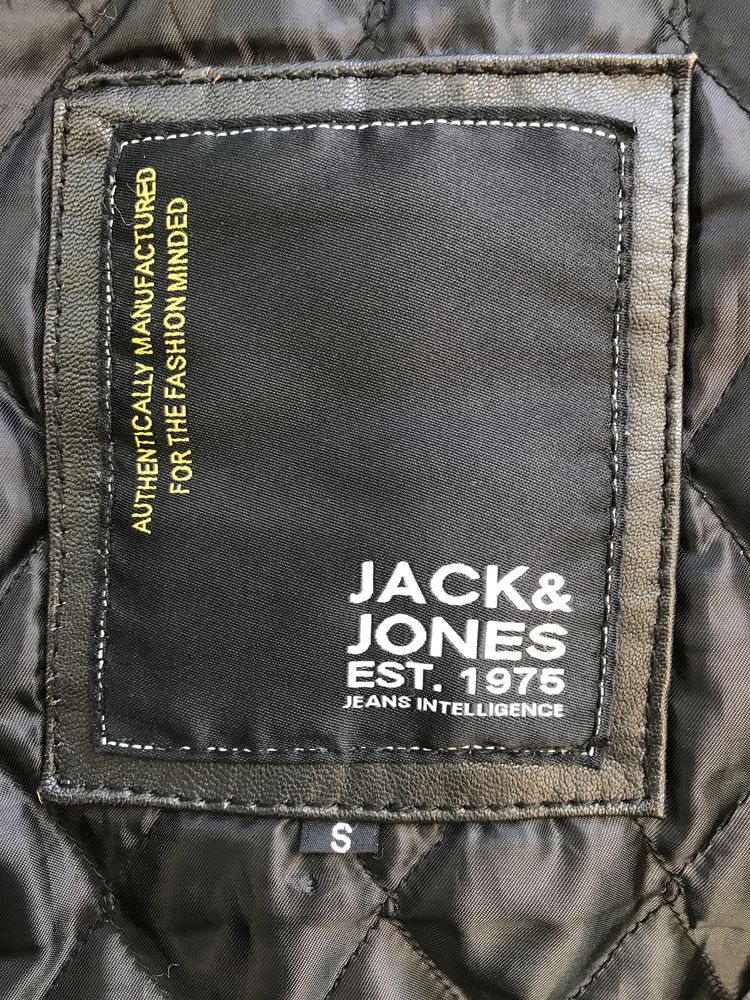 AUTHENTICALLY MANUFACTURED
FOR THE FASHION MINDED
JACK&
JONES
EST. 1975
JEANS INTELLIGENCE
S